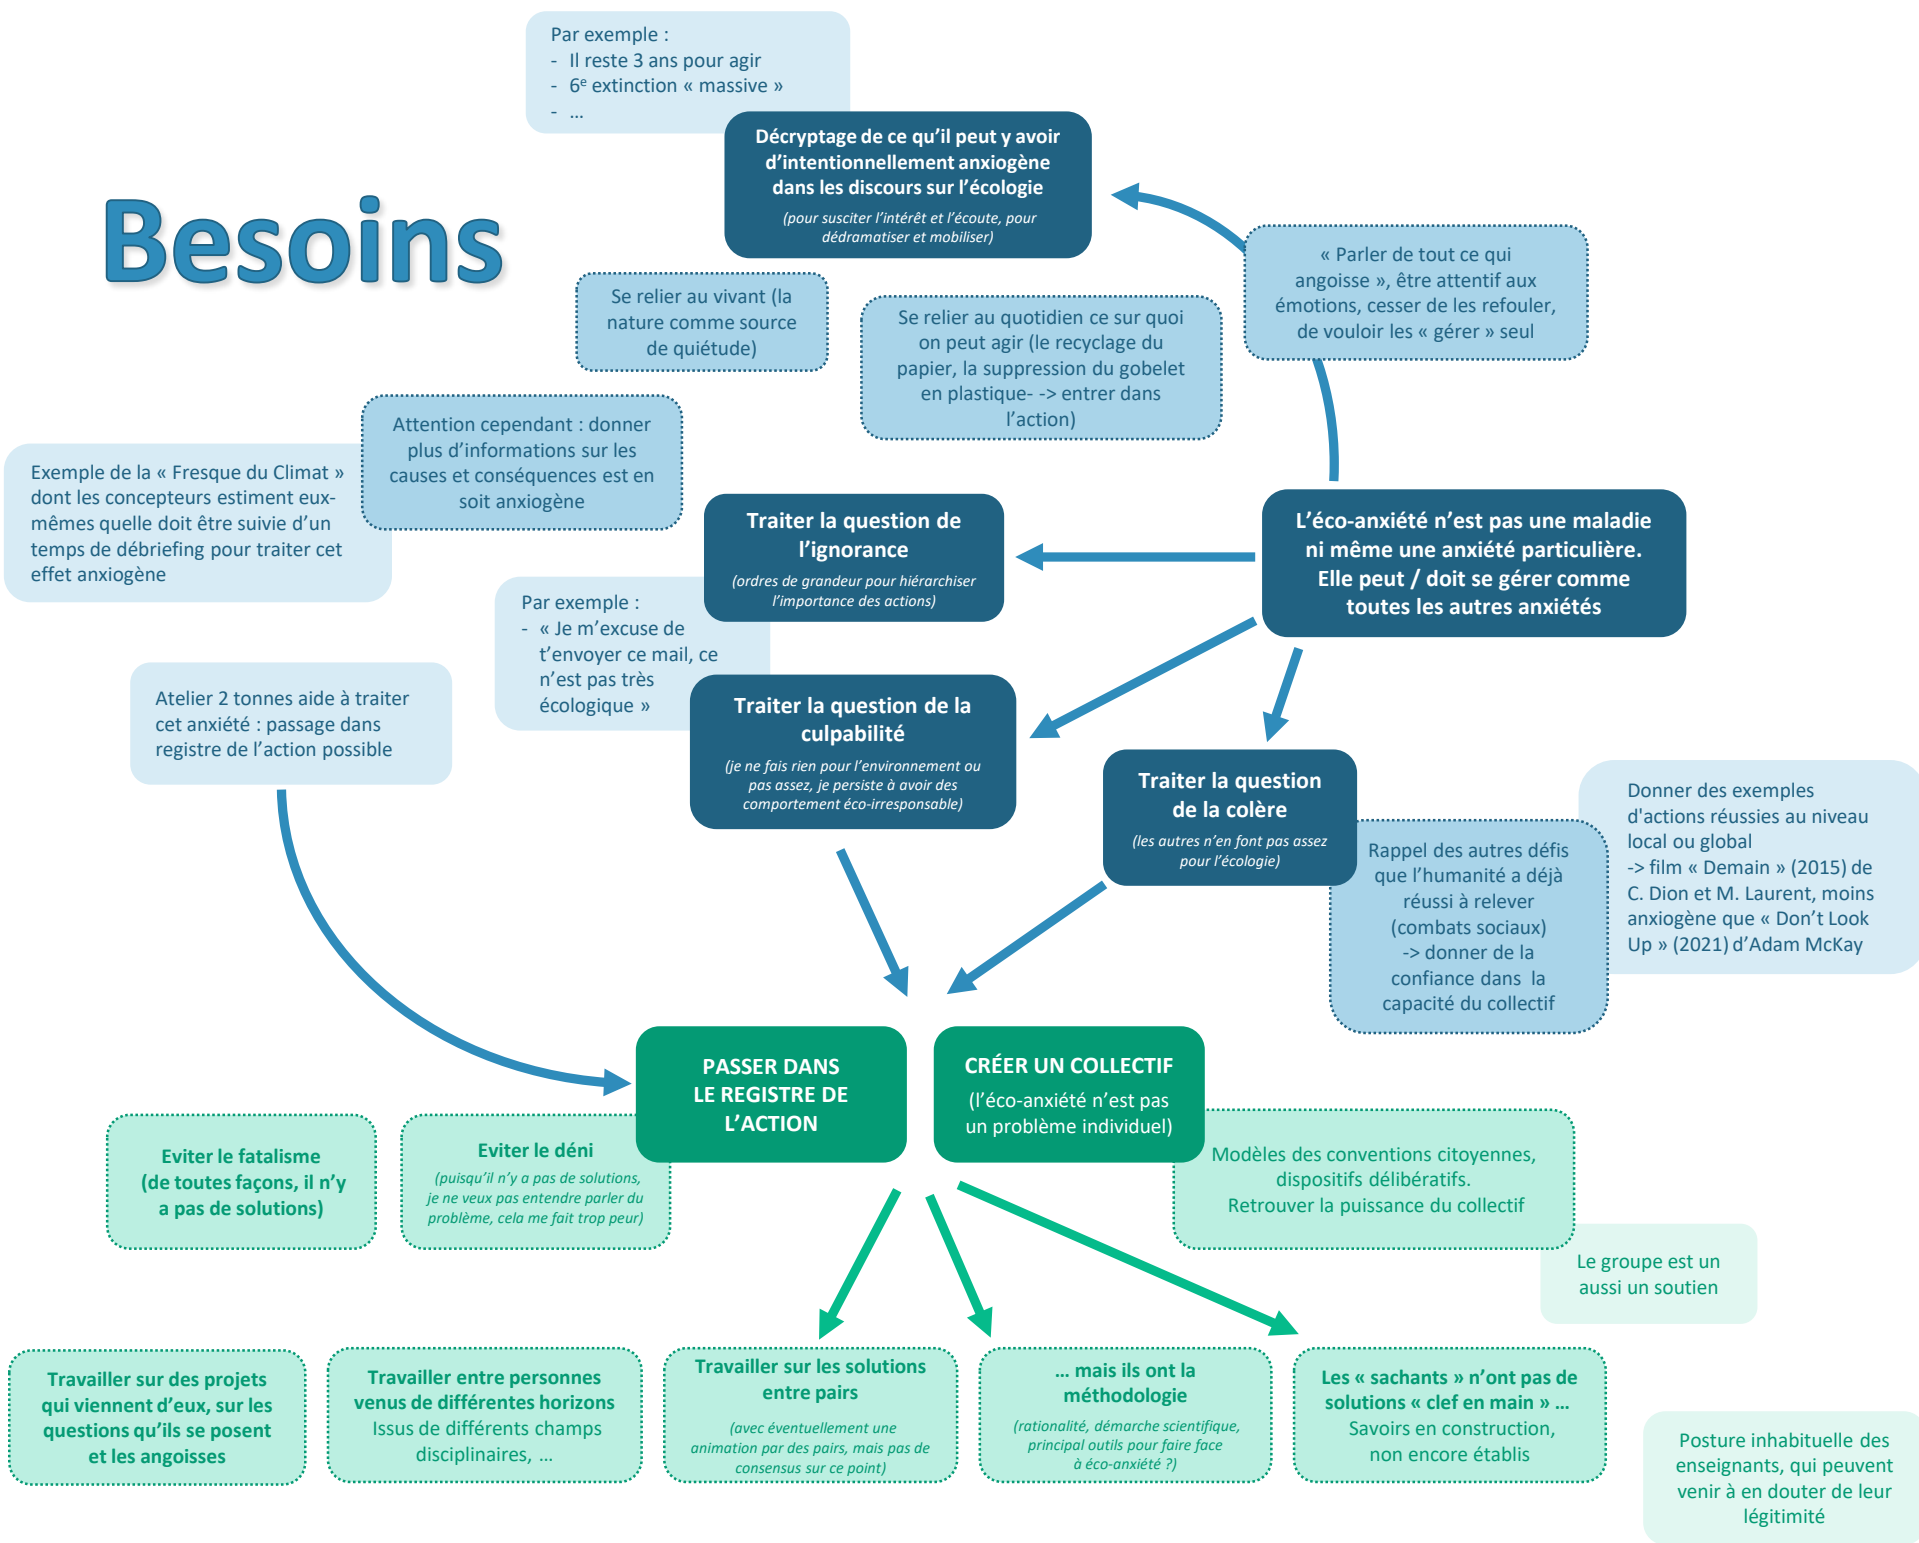 Par exemple :
- Il reste 3 ans pour agir
- 6e extinction « massive »
- ...
Décryptage de ce qu'il peut y avoir
d'intentionnellement anxiogène
dans les discours sur l'écologie
(pour susciter l'intérêt et l'écoute, pour
dédramatiser et mobiliser)
Besoins
« Parler de tout ce qui
angoisse », être attentif aux
émotions, cesser de les refouler,
de vouloir les « gérer » seul
Se relier au vivant (la
nature comme source
de quiétude)
Se relier au quotidien ce sur quoi
on peut agir (le recyclage du
papier, la suppression du gobelet
en plastique- -> entrer dans
l'action)
Attention cependant : donner
plus d'informations sur les
causes et conséquences est en
soit anxiogène
Exemple de la « Fresque du Climat »
dont les concepteurs estiment eux-
mêmes quelle doit être suivie d'un
temps de débriefing pour traiter cet
effet anxiogène
Traiter la question de
l'ignorance
(ordres de grandeur pour hiérarchiser
l'importance des actions)
L'éco-anxiété n'est pas une maladie
ni même une anxiété particulière.
Elle peut / doit se gérer comme
toutes les autres anxiétés
Par exemple :
- « Je m'excuse de
t'envoyer ce mail, ce
n'est pas très
écologique »
Atelier 2 tonnes aide à traiter
cet anxiété : passage dans
registre de l'action possible
Traiter la question de la
culpabilité
(je ne fais rien pour l'environnement ou
pas assez, je persiste à avoir des
comportement éco-irresponsable)
Traiter la question
de la colère
(les autres n'en font pas assez
pour l'écologie)
Donner des exemples
d'actions réussies au niveau
local ou global
-> film « Demain » (2015) de
C. Dion et M. Laurent, moins
anxiogène que « Don't Look
Up » (2021) d'Adam McKay
Rappel des autres défis
que l'humanité a déjà
réussi à relever
(combats sociaux)
-> donner de la
confiance dans la
capacité du collectif
PASSER DANS
LE REGISTRE DE
L'ACTION
CRÉER UN COLLECTIF
(l'éco-anxiété n'est pas
un problème individuel)
Eviter le fatalisme
(de toutes façons, il n'y
a pas de solutions)
Eviter le déni
(puisqu'il n'y a pas de solutions,
je ne veux pas entendre parler du
problème, cela me fait trop peur)
Modèles des conventions citoyennes,
dispositifs délibératifs.
Retrouver la puissance du collectif
Le groupe est un
aussi un soutien
Travailler sur des projets
qui viennent d'eux, sur les
questions qu'ils se posent
et les angoisses
Travailler entre personnes
venus de différentes horizons
Issus de différents champs
disciplinaires, ...
Travailler sur les solutions
entre pairs
(avec éventuellement une
animation par des pairs, mais pas de
consensus sur ce point)
... mais ils ont la
méthodologie
(rationalité, démarche scientifique,
principal outils pour faire face
à éco-anxiété ?)
Les « sachants » n'ont pas de
solutions « clef en main » ...
Savoirs en construction,
non encore établis
Posture inhabituelle des
enseignants, qui peuvent
venir à en douter de leur
légitimité